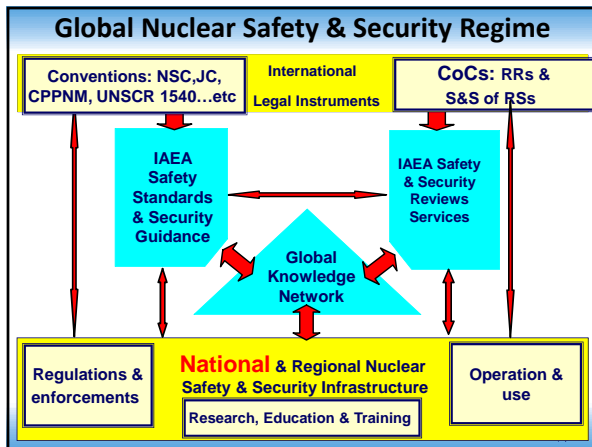 Global Nuclear Safety & Security Regime
Conventions: NSC,JC,
CPPNM, UNSCR 1540...etc
International
Legal Instruments
CoCs: RRs &
S&S of RSs
IAEA
Safety
Standards
& Security
Guidance
IAEA Safety
& Security
Reviews
Services
Global
Knowledge
Network
Regulations &
enforcements
National & Regional Nuclear
Safety & Security Infrastructure
Research, Education & Training
Operation &
use